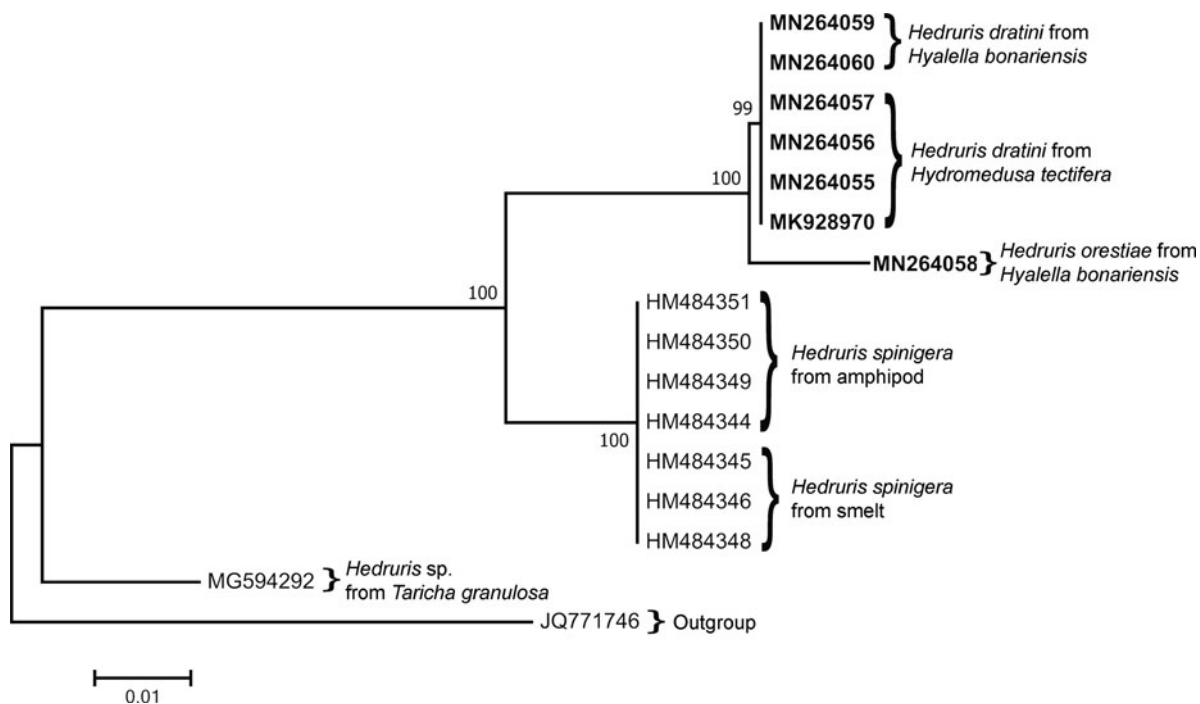 MN264059
MN264060
Hedruris dratini from
Hyalella bonariensis
MN264057
MN264056
MN264055
MK928970
Hedruris dratini from
Hydromedusa tectifera
99
100
MN264058
Hedruris orestiae from
Hyalella bonariensis
100
HM484351
HM484350
HM484349
HM484344
Hedruris spinigera
from amphipod
100
HM484345
HM484346
HM484348
Hedruris spinigera
from smelt
MG594292
Hedruris sp.
from Taricha granulosa
JQ771746
Outgroup
0.01